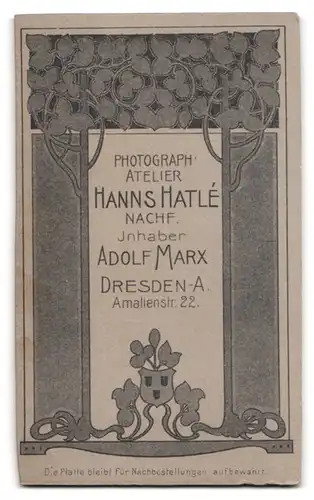 PHOTOGRAPH.
ATELIER
HANNS HATLÉ
NACHF.
Jnhaber
ADOLF MARX
DRESDEN-A.
Amalienstr. 22.
Die Platte bleibt für Nachbestellungen aufbewahrt.